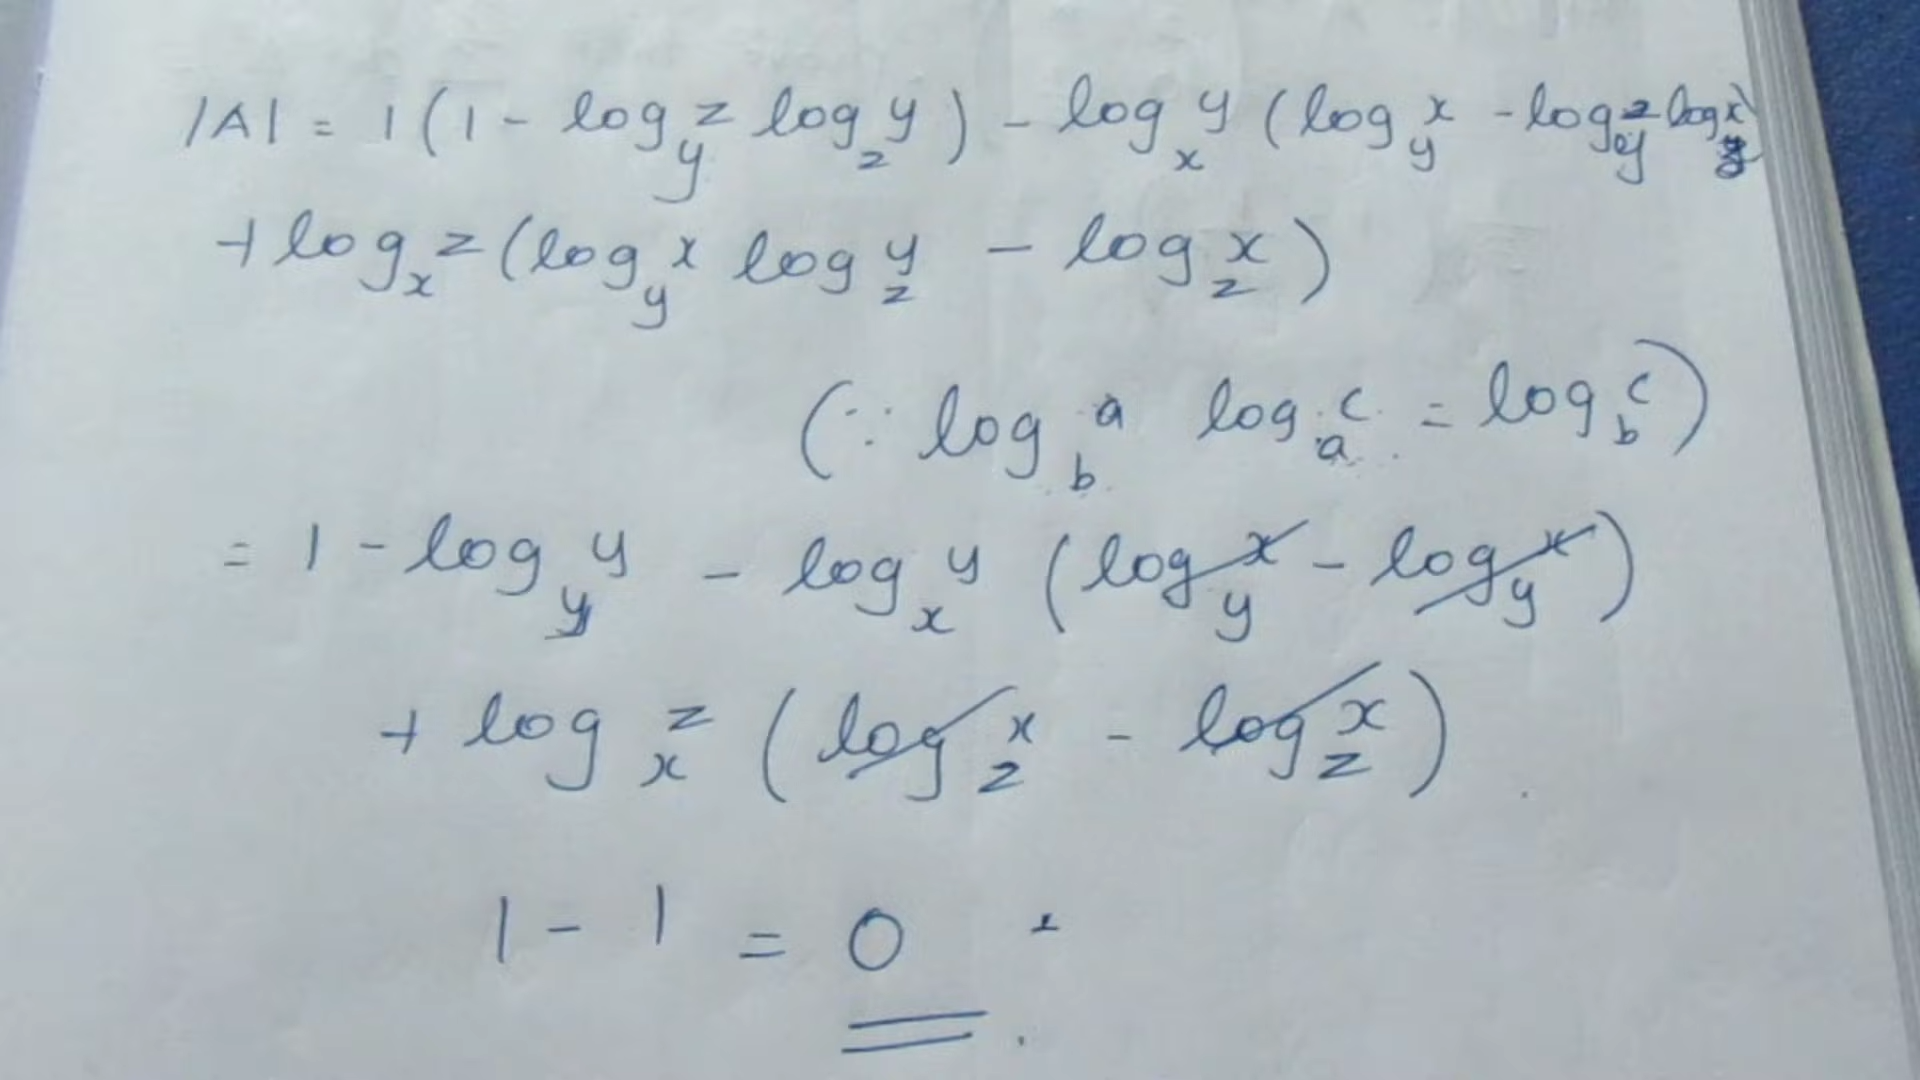 |A| = 1(1 - log_y z log_z y) - log_x y (log_y x - log_y z log_z x)
+ log_x z (log_y x log_z y - log_z x)
(∵ log_b a log_a c = log_b c)
= 1 - log_y y - log_x y (log_y x - log_y x)
+ log_x z (log_z x - log_z x)
1 - 1 = 0